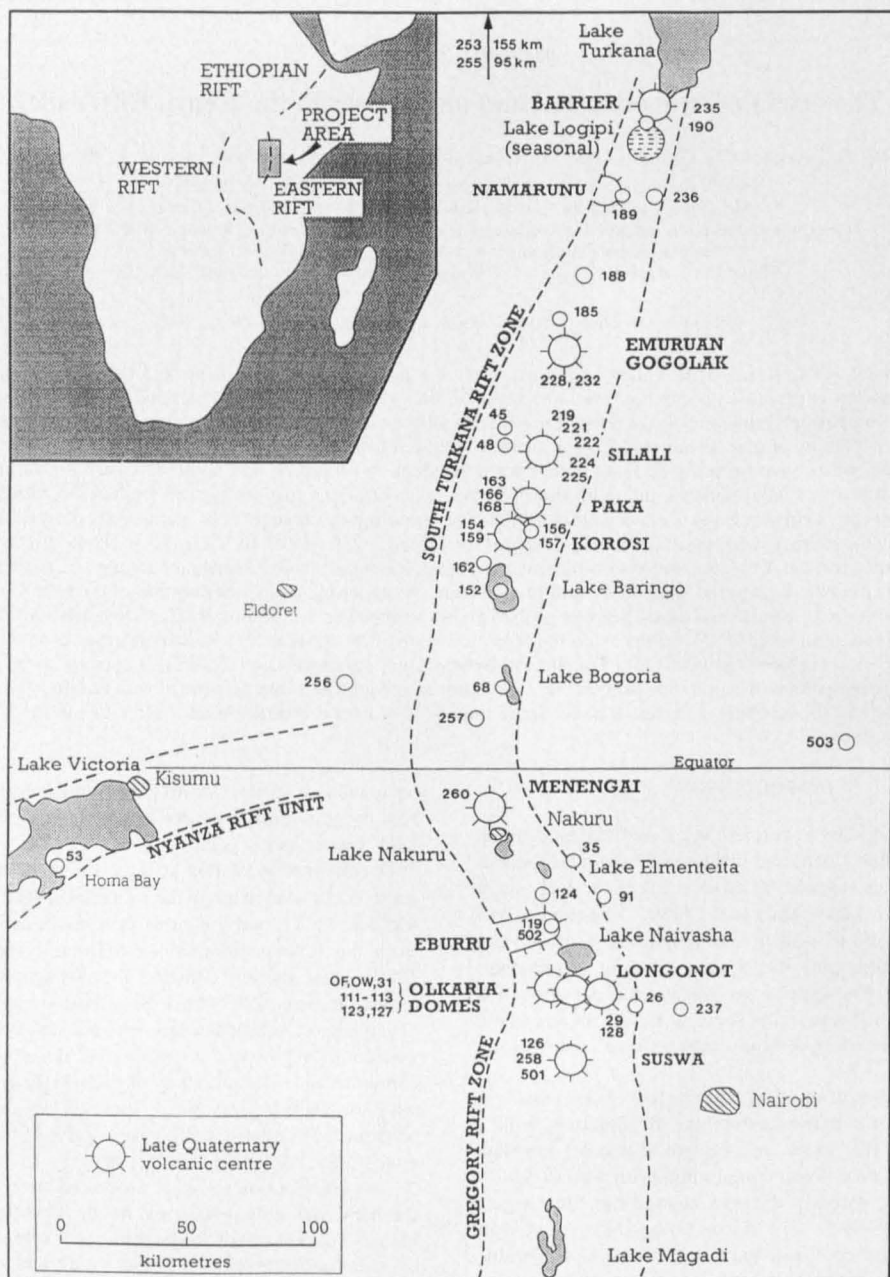 253 155 km
255 95 km
Lake
Turkana
ETHIOPIAN
RIFT
PROJECT
AREA
WESTERN
RIFT
EASTERN
RIFT
BARRIER
235
190
Lake Logipi
(seasonal)
NAMARUNU
189
236
188
185
EMURUAN
GOGOLAK
228, 232
SOUTH TURKANA RIFT ZONE
45
48
219
221
222
224
225
SILALI
163
166
168
PAKA
154
159
156
157
KOROSI
162
152
Lake Baringo
Eldoret
256
68
Lake Bogoria
257
503
Equator
Lake Victoria
Kisumu
NYANZA RIFT UNIT
53
Homa Bay
MENENGAI
260
Nakuru
Lake Nakuru
35
Lake Elmenteita
124
91
119
502
Lake Naivasha
EBURRU
LONGONOT
OF,OW,31
111-113
123,127
OLKARIA
DOMES
26
237
29
128
126
258
501
SUSWA
GREGORY RIFT ZONE
Nairobi
Late Quaternary
volcanic centre
0 50 100
kilometres
Lake Magadi